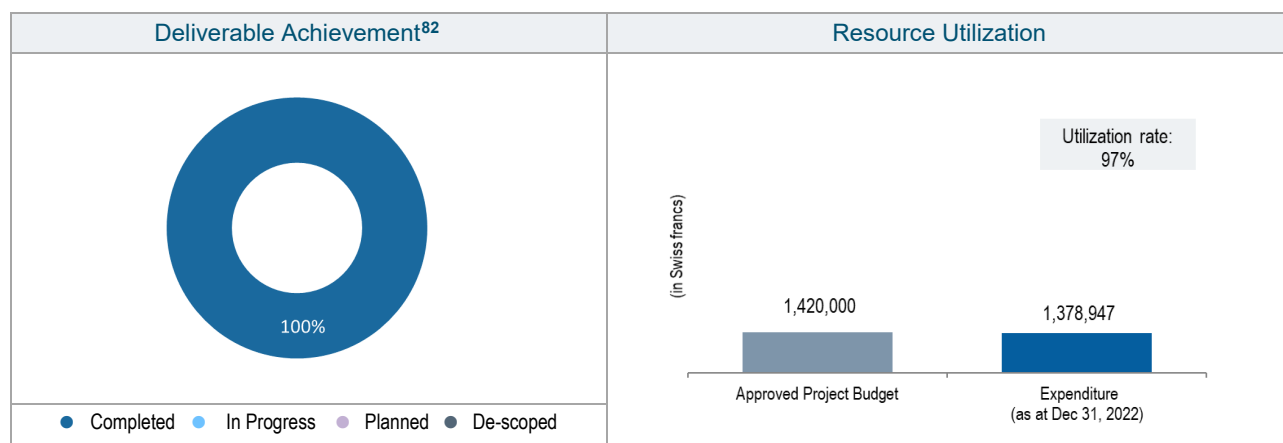 Deliverable Achievement82
Resource Utilization
100%
Completed
In Progress
Planned
De-scoped
Utilization rate:
97%
(in Swiss francs)
1,420,000
1,378,947
Approved Project Budget
Expenditure
(as at Dec 31, 2022)